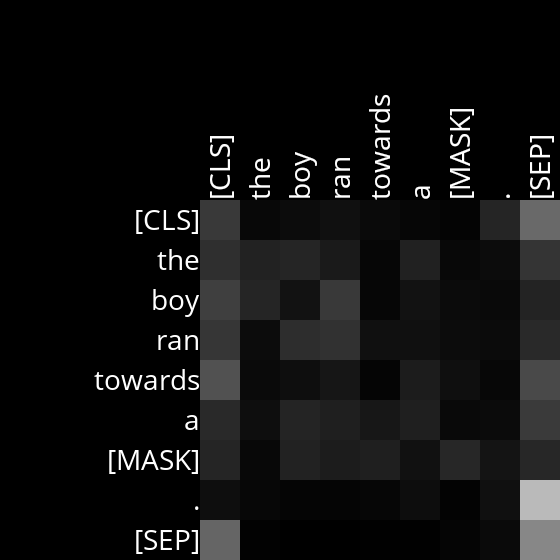 [CLS] the boy ran towards a [MASK] . [SEP]
[CLS]
the
boy
ran
towards
a
[MASK]
.
[SEP]